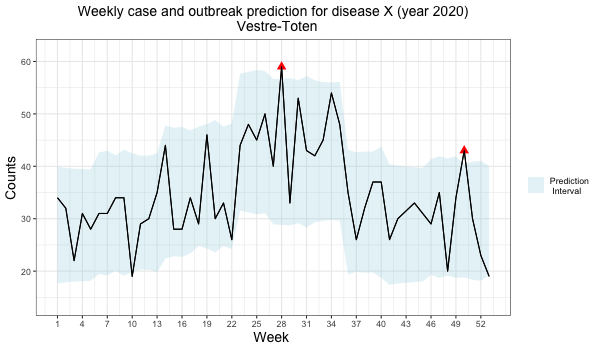 Weekly case and outbreak prediction for disease X (year 2020)
Vestre-Toten
60
50
40
30
20
Counts
1 4 7 10 13 16 19 22 25 28 31 34 37 40 43 46 49 52
Week
Prediction
Interval